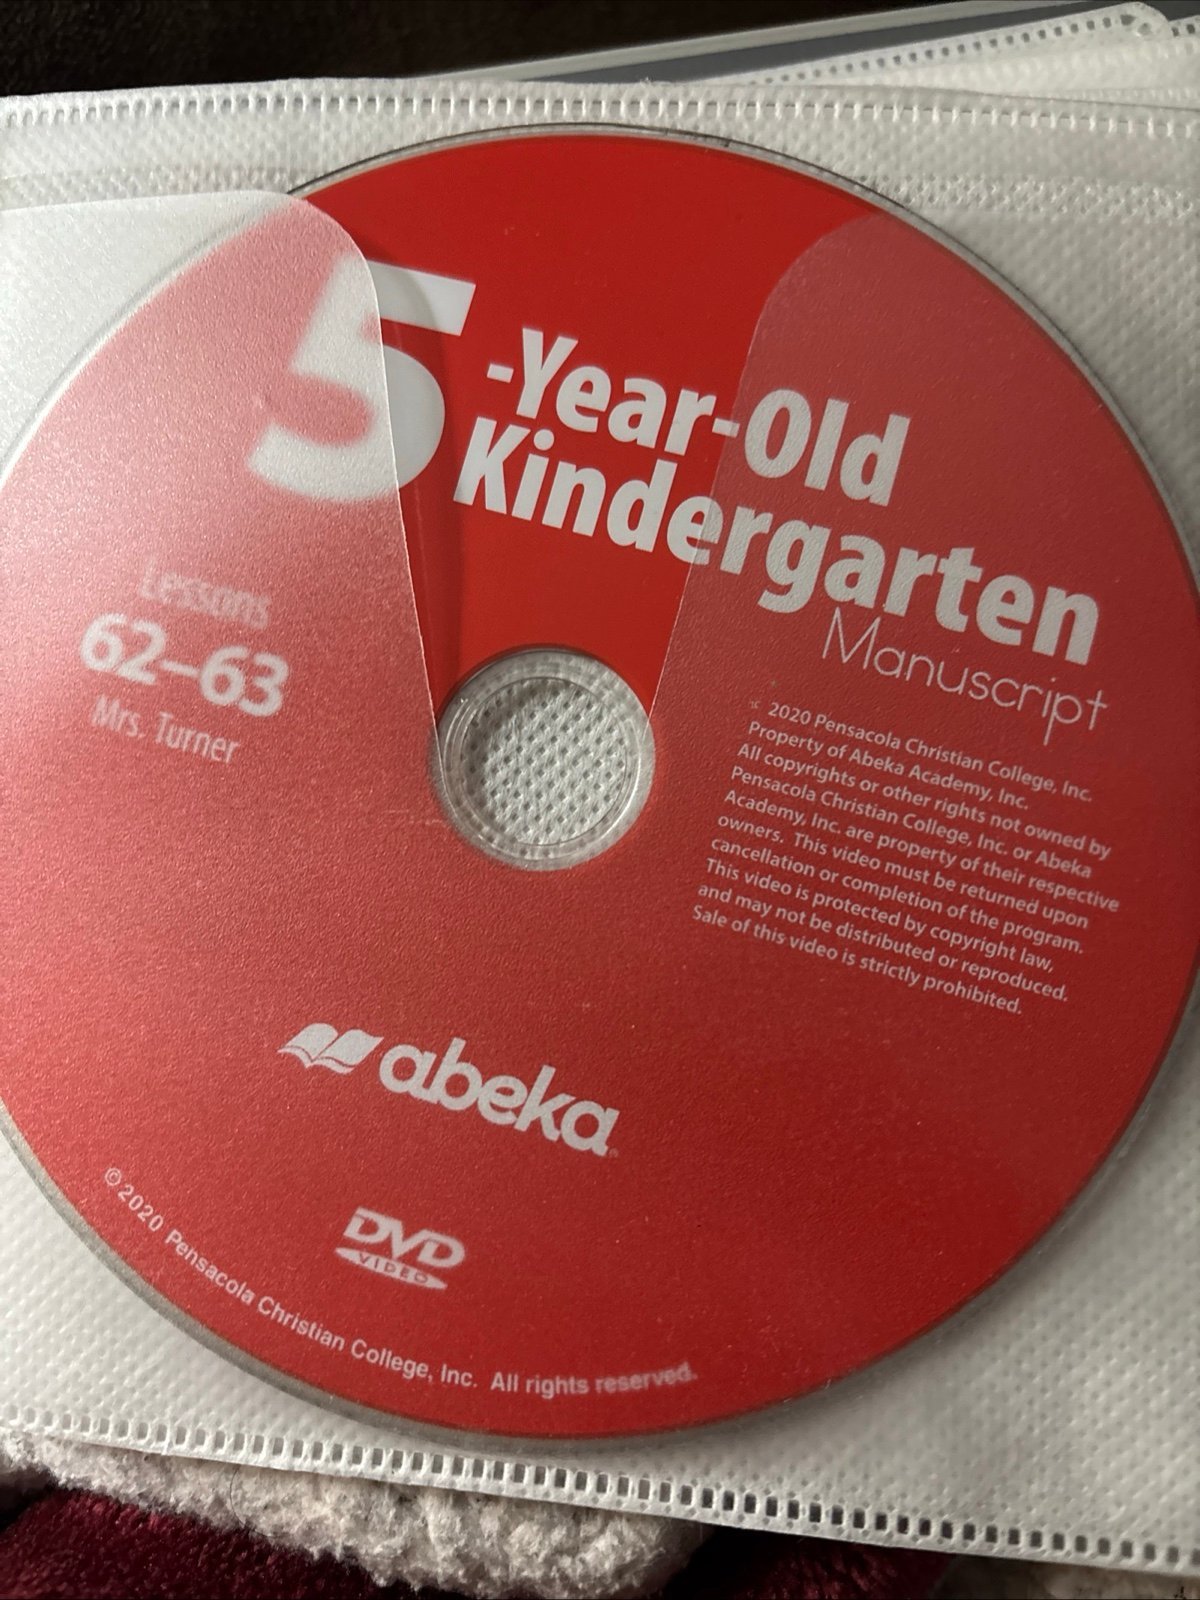 5-Year-Old
Kindergarten
Manuscript
Lessons
62–63
Mrs. Turner
© 2020 Pensacola Christian College, Inc.
Property of Abeka Academy, Inc.
All copyrights or other rights not owned by
Pensacola Christian College, Inc. or Abeka
Academy, Inc. are property of their respective
owners. This video must be returned upon
cancellation or completion of the program.
This video is protected by copyright law,
and may not be distributed or reproduced.
Sale of this video is strictly prohibited.
abeka
DVD
VIDEO
©2020 Pensacola Christian College, Inc. All rights reserved.